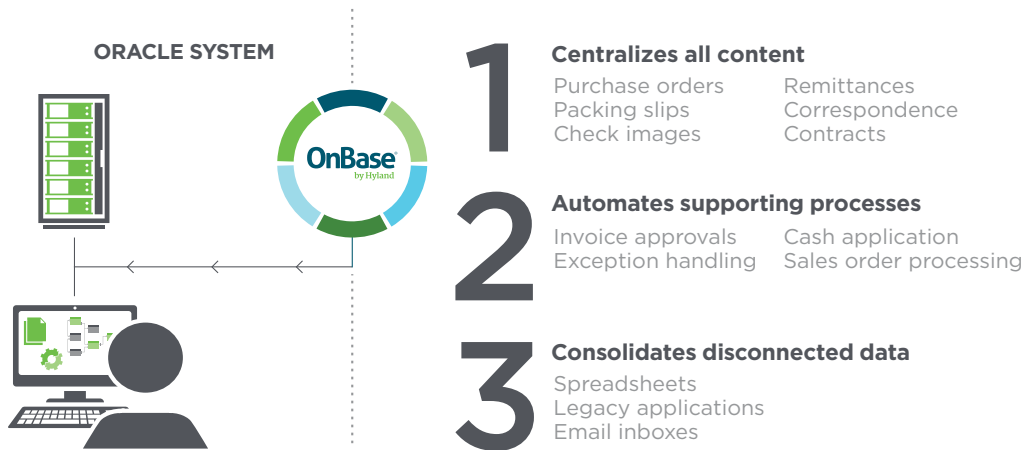 ORACLE SYSTEM
OnBase®
by Hyland
1
Centralizes all content
Purchase orders
Packing slips
Check images
Remittances
Correspondence
Contracts
2
Automates supporting processes
Invoice approvals
Exception handling
Cash application
Sales order processing
3
Consolidates disconnected data
Spreadsheets
Legacy applications
Email inboxes